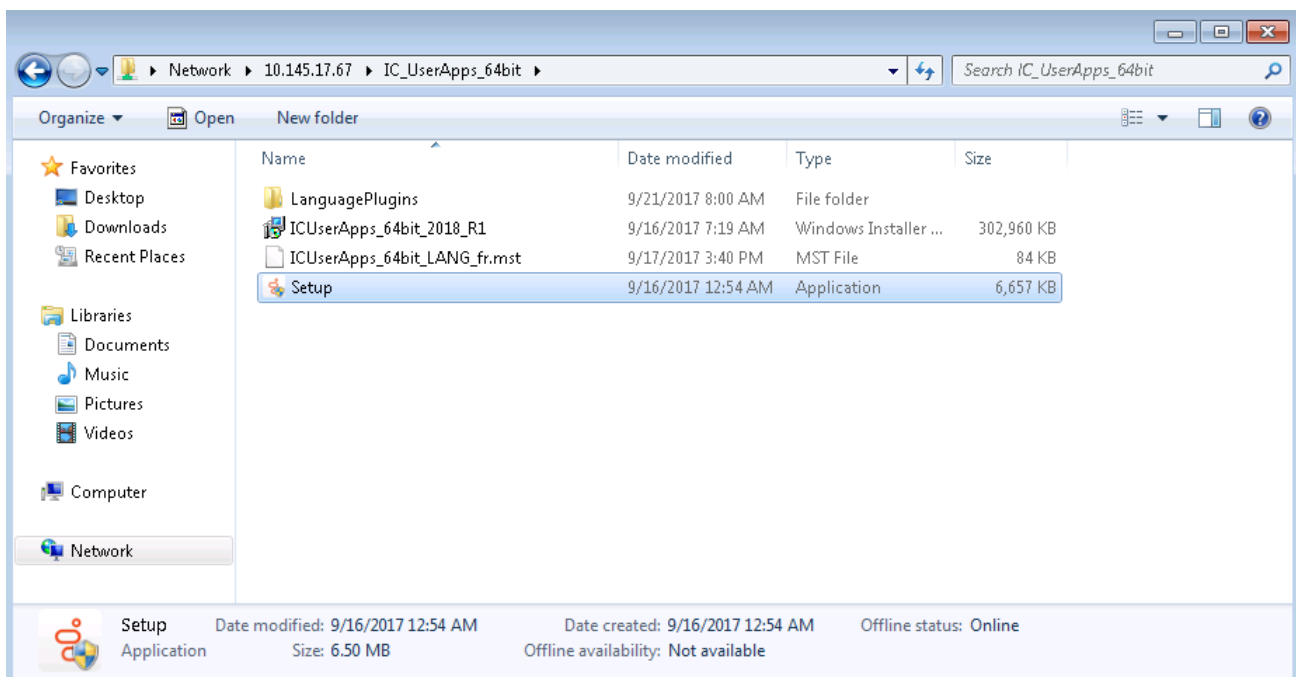 Network 10.145.17.67 IC_UserApps_64bit Search IC_UserApps_64bit
Organize Open New folder
Favorites
Desktop
Downloads
Recent Places
Libraries
Documents
Music
Pictures
Videos
Computer
Network
Name Date modified Type Size
LanguagePlugins 9/21/2017 8:00 AM File folder
ICUserApps_64bit_2018_R1 9/16/2017 7:19 AM Windows Installer ... 302,960 KB
ICUserApps_64bit_LANG_fr.mst 9/17/2017 3:40 PM MST File 84 KB
Setup 9/16/2017 12:54 AM Application 6,657 KB
Setup Date modified: 9/16/2017 12:54 AM Date created: 9/16/2017 12:54 AM Offline status: Online
Application Size: 6.50 MB Offline availability: Not available